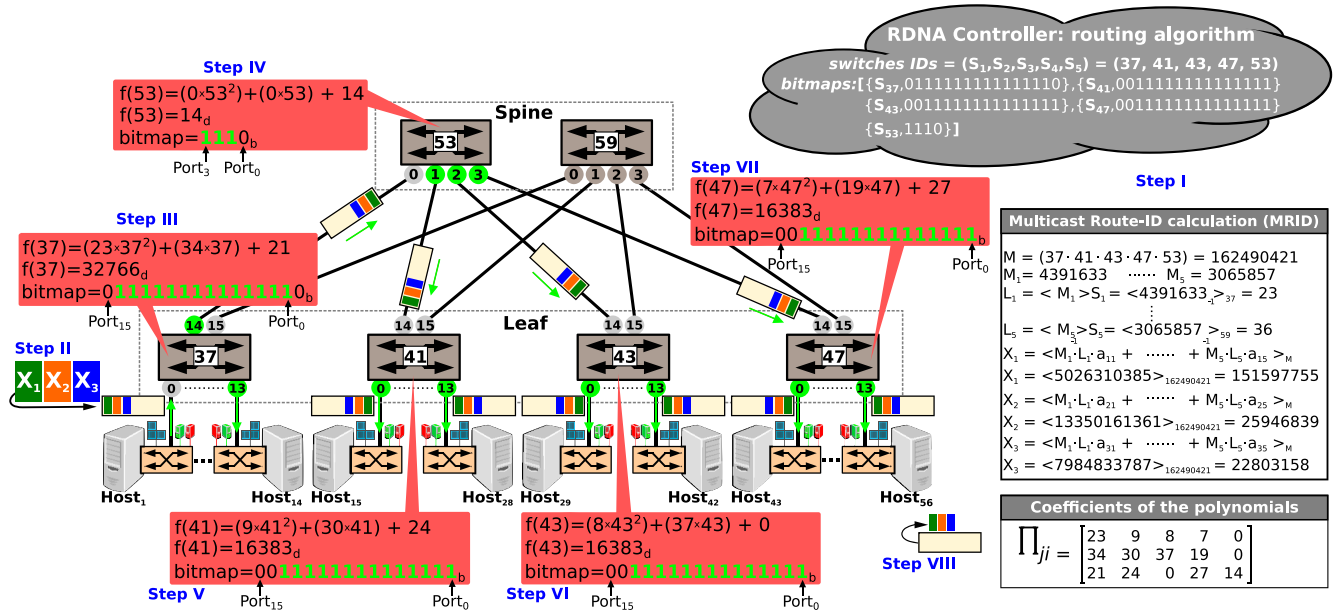 RDNA Controller: routing algorithm
switches IDs = (S₁,S₂,S₃,S₄,S₅) = (37, 41, 43, 47, 53)
bitmaps:[{S₃₇,0111111111111110},{S₄₁,0011111111111111}
{S₄₃,0011111111111111},{S₄₇,0011111111111111}
{S₅₃,1110}]
Step IV
f(53)=(0×53²)+(0×53) + 14
f(53)=14d
bitmap=1110b
Port₃ Port₀
Spine
53 59
0 1 2 3 0 1 2 3
Step VII
f(47)=(7×47²)+(19×47) + 27
f(47)=16383d
bitmap=0011111111111111b
Port₁₅ Port₀
Step III
f(37)=(23×37²)+(34×37) + 21
f(37)=32766d
bitmap=0111111111111110b
Port₁₅ Port₀
Leaf
14 15 14 15 14 15 14 15
37 41 43 47
0 13 0 13 0 13 0 13
Step II
X₁ X₂ X₃
Host₁ Host₁₄ Host₁₅ Host₂₈ Host₂₉ Host₄₂ Host₄₃ Host₅₆
f(41)=(9×41²)+(30×41) + 24
f(41)=16383d
bitmap=0011111111111111b
Step V Port₁₅ Port₀
f(43)=(8×43²)+(37×43) + 0
f(43)=16383d
bitmap=0011111111111111b
Step VI Port₁₅ Port₀
Step VIII
Step I
Multicast Route-ID calculation (MRID)
M = (37 · 41 · 43 · 47 · 53) = 162490421
M₁= 4391633 ······ M₅ = 3065857
L₁ = < M₁ >S₁ = <4391633₋₁>₃₇ = 23
L₅ = < M₅ >S₅= <3065857 ₋₁>₅₉ = 36
X₁ = <M₁·L₁·a₁₁ + ······ + M₅·L₅·a₁₅ >M
X₁ = <5026310385>₁₆₂₄₉₀₄₂₁ = 151597755
X₂ = <M₁·L₁·a₂₁ + ······ + M₅·L₅·a₂₅ >M
X₂ = <13350161361>₁₆₂₄₉₀₄₂₁ = 25946839
X₃ = <M₁·L₁·a₃₁ + ······ + M₅·L₅·a₃₅ >M
X₃ = <7984833787>₁₆₂₄₉₀₄₂₁ = 22803158
Coefficients of the polynomials
23 9 8 7 0
∏ji = 34 30 37 19 0
21 24 0 27 14